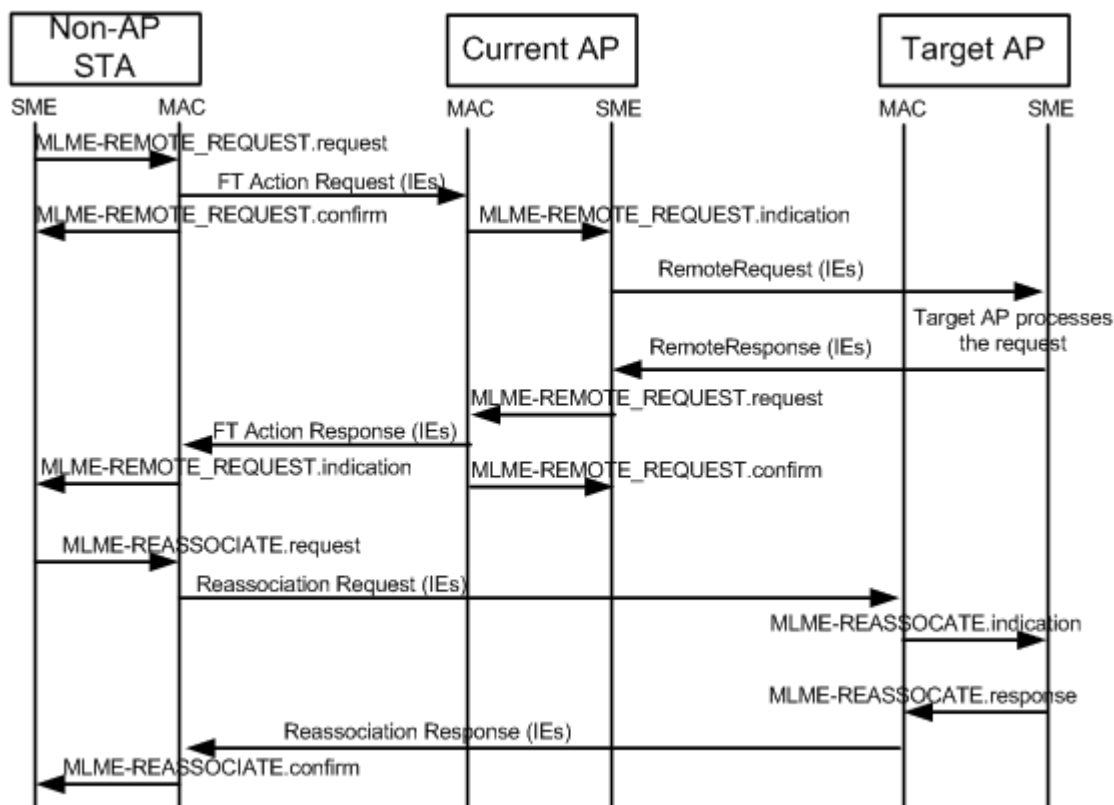 Non-AP
STA
Current AP
Target AP
SME
MAC
MAC
SME
MAC
SME
MLME-REMOTE_REQUEST.request
FT Action Request (IEs)
MLME-REMOTE_REQUEST.confirm
MLME-REMOTE_REQUEST.indication
RemoteRequest (IEs)
Target AP processes
the request
RemoteResponse (IEs)
MLME-REMOTE_REQUEST.request
FT Action Response (IEs)
MLME-REMOTE_REQUEST.indication
MLME-REMOTE_REQUEST.confirm
MLME-REASSOCIATE.request
Reassociation Request (IEs)
MLME-REASSOCATE.indication
MLME-REASSOCATE.response
Reassociation Response (IEs)
MLME-REASSOCIATE.confirm